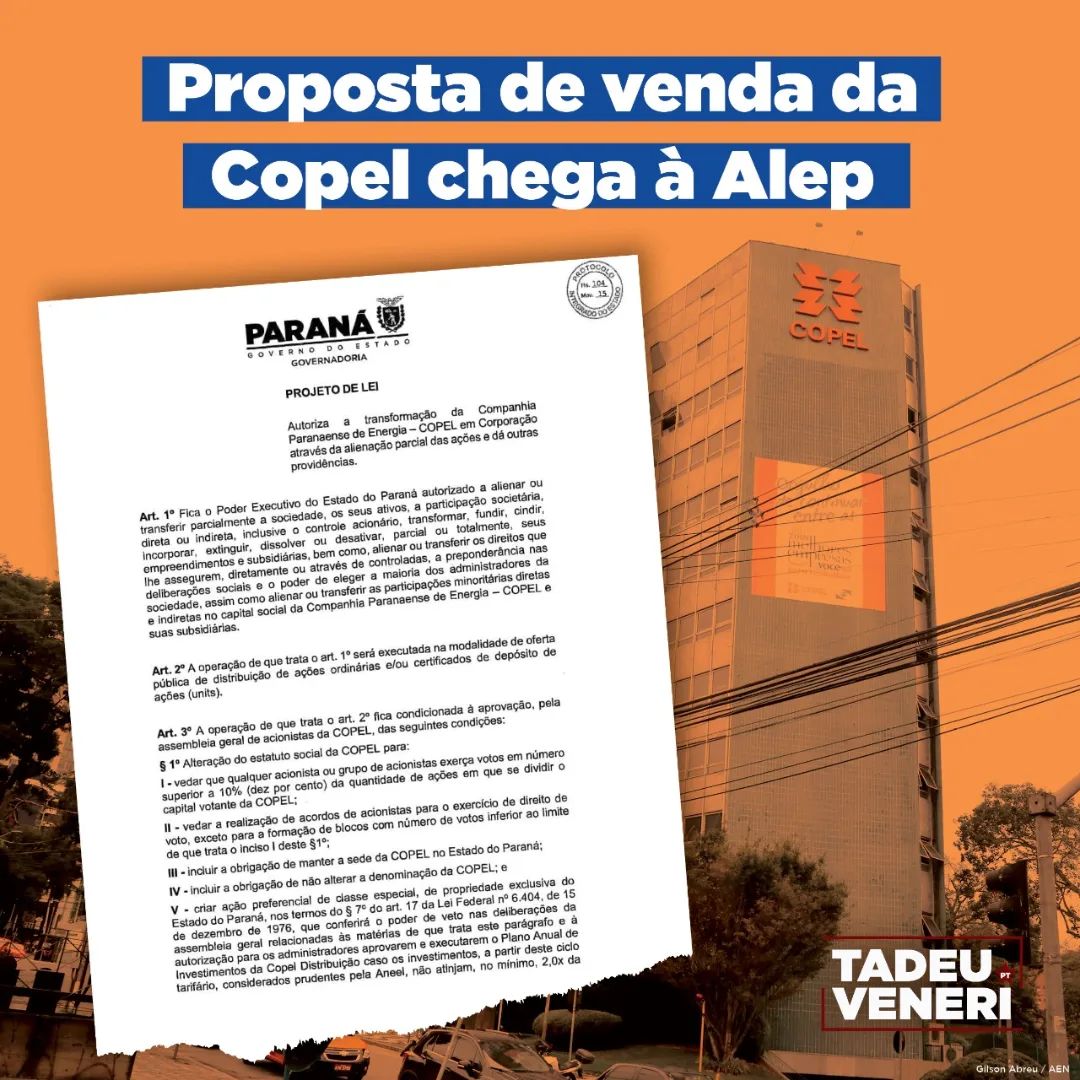 Proposta de venda da
Copel chega à Alep
PROTOCOLO
Fls. 104
Mov. 15
INTEGRADO DO ESTADO
PARANÁ
GOVERNO DO ESTADO
GOVERNADORIA
PROJETO DE LEI
Autoriza a transformação da Companhia
Paranaense de Energia – COPEL em Corporação
através da alienação parcial das ações e dá outras
providências.
Art. 1º Fica o Poder Executivo do Estado do Paraná autorizado a alienar ou
transferir parcialmente a sociedade, os seus ativos, a participação societária,
direta ou indireta, inclusive o controle acionário, transformar, fundir, cindir,
incorporar, extinguir, dissolver ou desativar, parcial ou totalmente, seus
empreendimentos e subsidiárias, bem como, alienar ou transferir os direitos que
lhe assegurem, diretamente ou através de controladas, a preponderância nas
deliberações sociais e o poder de eleger a maioria dos administradores da
sociedade, assim como alienar ou transferir as participações minoritárias diretas
e indiretas no capital social da Companhia Paranaense de Energia – COPEL e
suas subsidiárias.
Art. 2º A operação de que trata o art. 1º será executada na modalidade de oferta
pública de distribuição de ações ordinárias e/ou certificados de depósito de
ações (units).
Art. 3º A operação de que trata o art. 2º fica condicionada à aprovação, pela
assembleia geral de acionistas da COPEL, das seguintes condições:
§ 1º Alteração do estatuto social da COPEL para:
I - vedar que qualquer acionista ou grupo de acionistas exerça votos em número
superior a 10% (dez por cento) da quantidade de ações em que se dividir o
capital votante da COPEL;
II - vedar a realização de acordos de acionistas para o exercício de direito de
voto, exceto para a formação de blocos com número de votos inferior ao limite
de que trata o inciso I deste §1º;
III - incluir a obrigação de manter a sede da COPEL no Estado do Paraná;
IV - incluir a obrigação de não alterar a denominação da COPEL; e
V - criar ação preferencial de classe especial, de propriedade exclusiva do
Estado do Paraná, nos termos do § 7º do art. 17 da Lei Federal nº 6.404, de 15
de dezembro de 1976, que conferirá o poder de veto nas deliberações da
assembleia geral relacionadas às matérias de que trata este parágrafo e à
autorização para os administradores aprovarem e executarem o Plano Anual de
Investimentos da Copel Distribuição caso os investimentos, a partir deste ciclo
tarifário, considerados prudentes pela Aneel, não atinjam, no mínimo, 2,0x da
COPEL
entre as
melhores
você
TADEU
PT
VENERI
Gilson Abreu / AEN